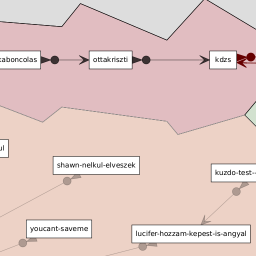 aboncolas
ottakriszti
kdzs
ul
shawn-nelkul-elveszek
kuzdo-test-
youcant-saveme
lucifer-hozzam-kepest-is-angyal